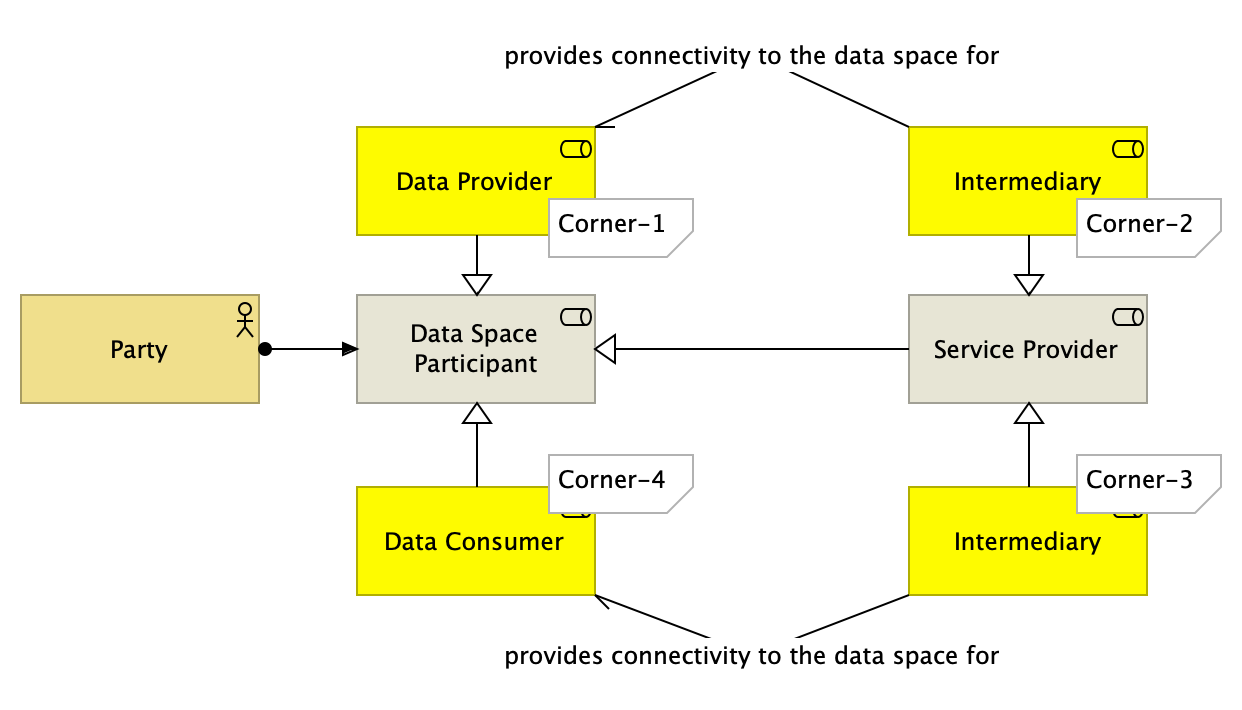 provides connectivity to the data space for
Data Provider
Corner-1
Intermediary
Corner-2
Party
Data Space
Participant
Service Provider
Corner-4
Data Consumer
Corner-3
Intermediary
provides connectivity to the data space for